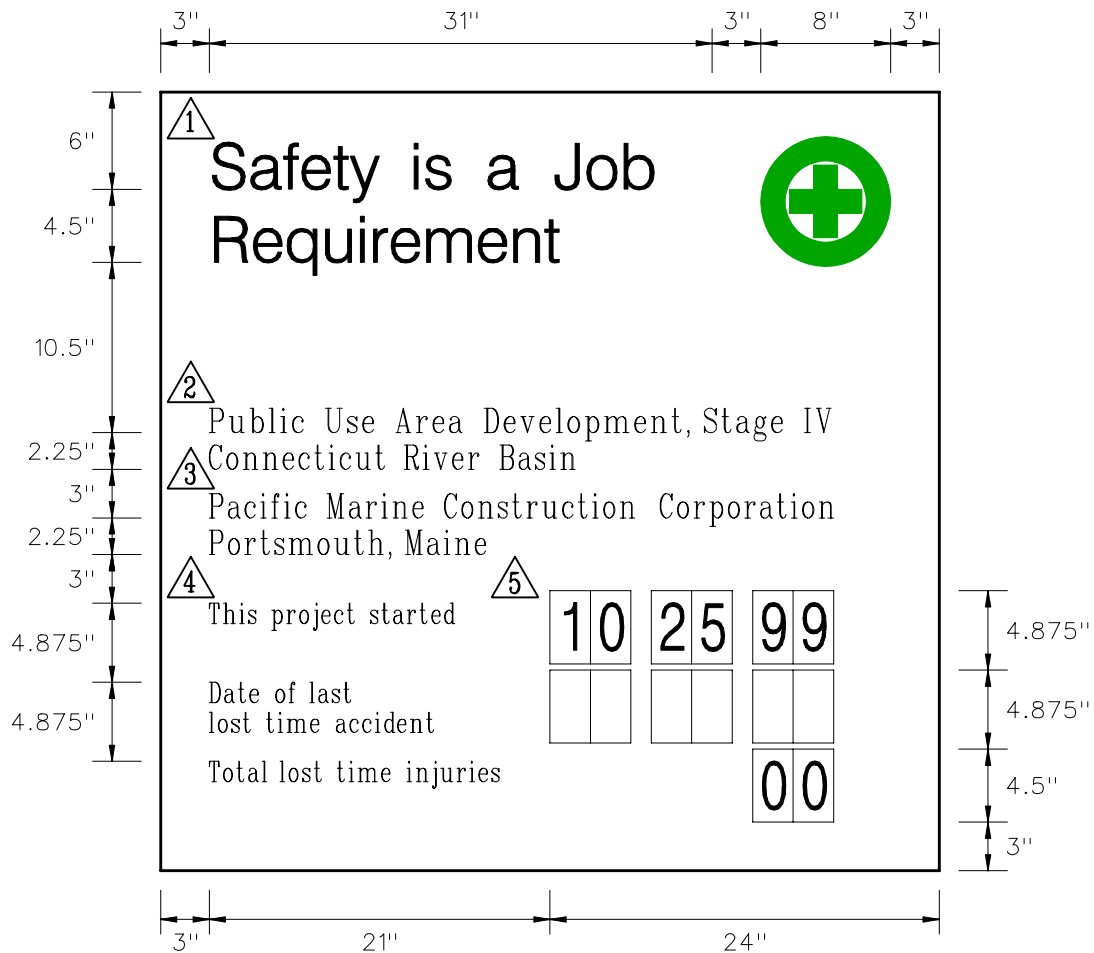 3" 31" 3" 8" 3"
6"
1
Safety is a Job
4.5"
Requirement
10.5"
2
Public Use Area Development, Stage IV
2.25"
Connecticut River Basin
3
3"
Pacific Marine Construction Corporation
2.25"
Portsmouth, Maine
3"
4 5
This project started 10 25 99
4.875" 4.875"
Date of last
4.875" 4.875"
lost time accident
Total lost time injuries 00
4.5"
3"
3" 21" 24"